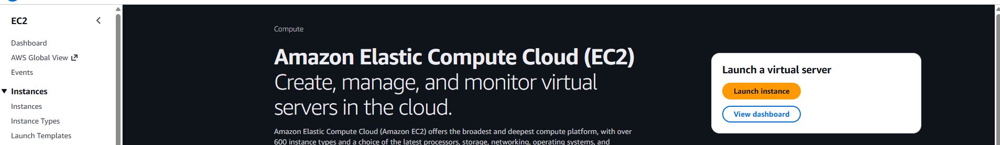 EC2
Dashboard
AWS Global View
Events
Instances
Instances
Instance Types
Launch Templates
Compute
Amazon Elastic Compute Cloud (EC2)
Create, manage, and monitor virtual
servers in the cloud.
Amazon Elastic Compute Cloud (Amazon EC2) offers the broadest and deepest compute platform, with over
600 instance types and a choice of the latest processors, storage, networking, operating systems, and
Launch a virtual server
Launch instance
View dashboard